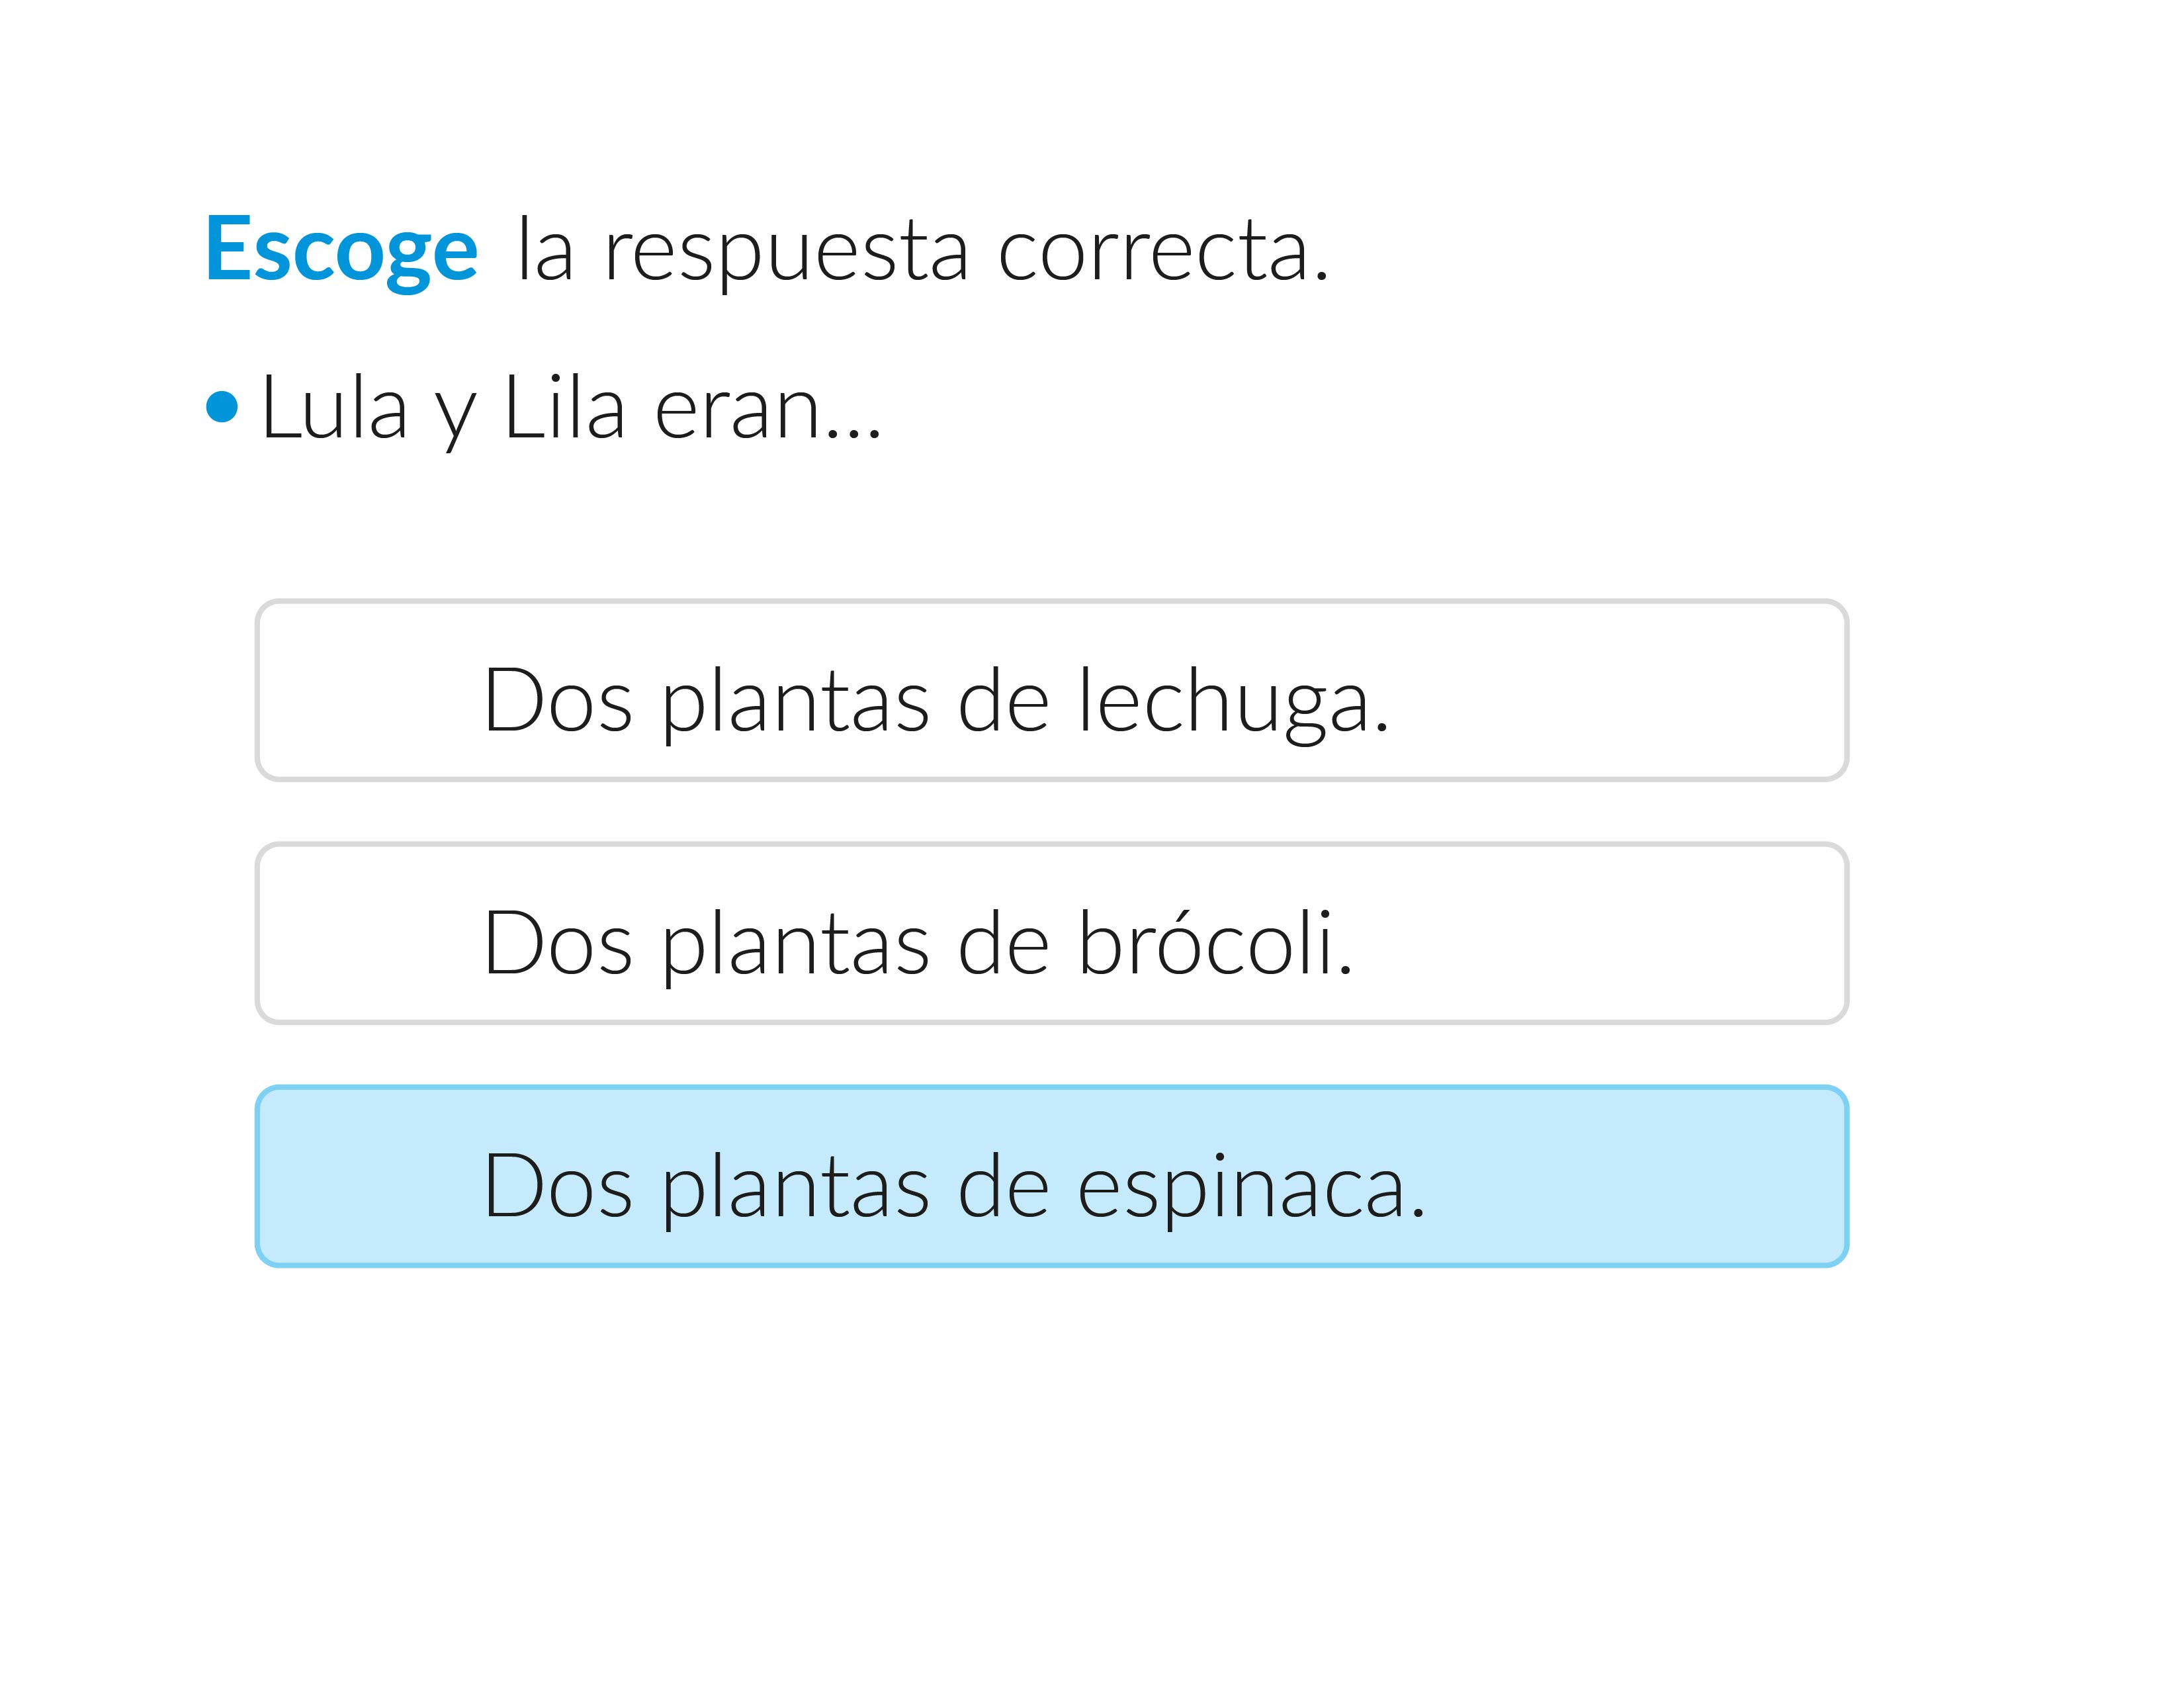 Escoge la respuesta correcta.
• Lula y Lila eran...
Dos plantas de lechuga.
Dos plantas de brócoli.
Dos plantas de espinaca.